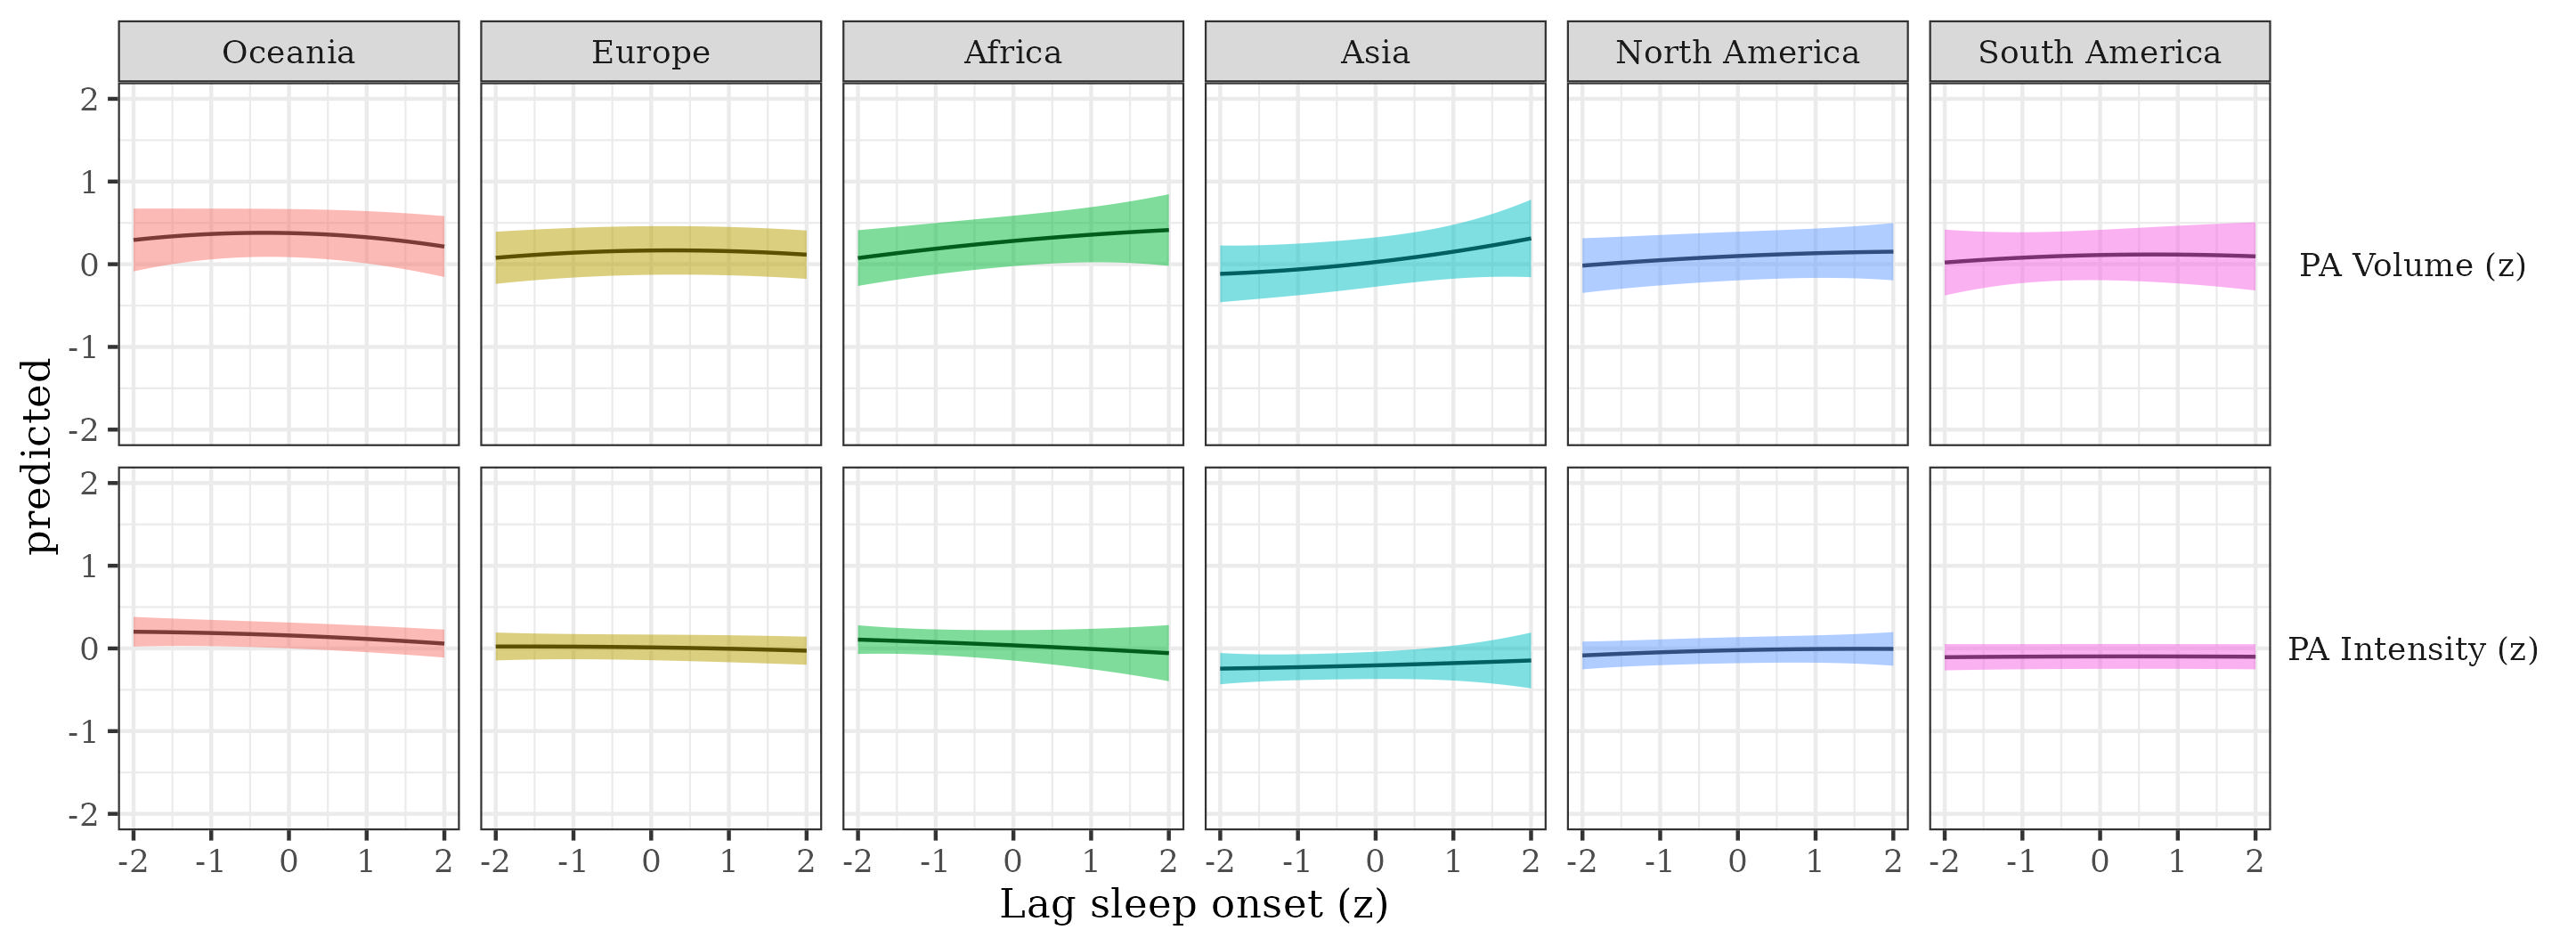 Oceania Europe Africa Asia North America South America
2
1
0
-1
-2
PA Volume (z)
predicted
2
1
0
-1
-2
PA Intensity (z)
-2 -1 0 1 2 -2 -1 0 1 2 -2 -1 0 1 2 -2 -1 0 1 2 -2 -1 0 1 2 -2 -1 0 1 2
Lag sleep onset (z)